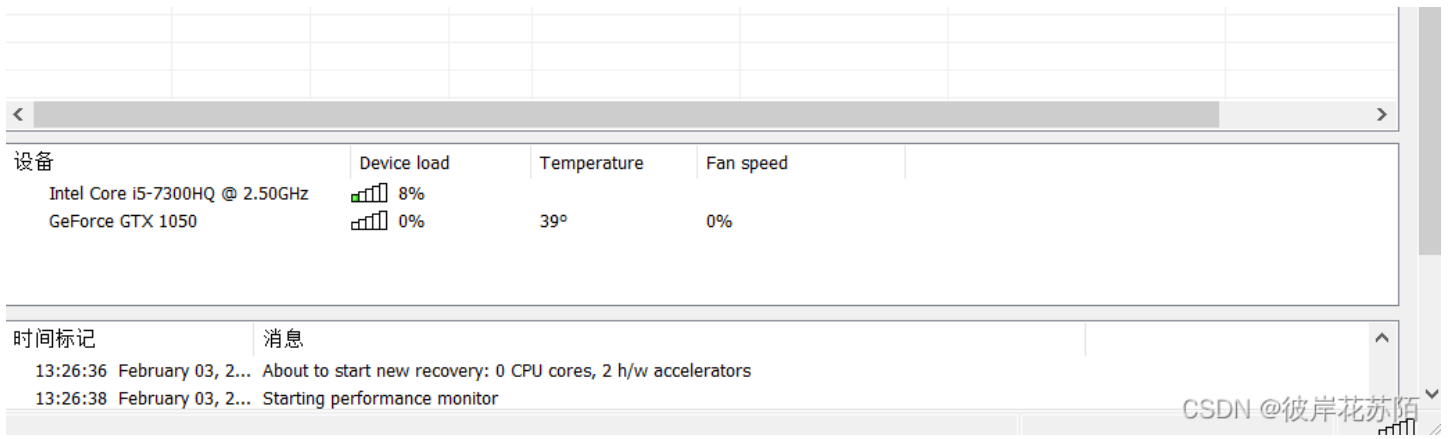 设备 Device load Temperature Fan speed
Intel Core i5-7300HQ @ 2.50GHz 8%
GeForce GTX 1050 0% 39° 0%
时间标记 消息
13:26:36 February 03, 2... About to start new recovery: 0 CPU cores, 2 h/w accelerators
13:26:38 February 03, 2... Starting performance monitor
CSDN @彼岸花苏陌